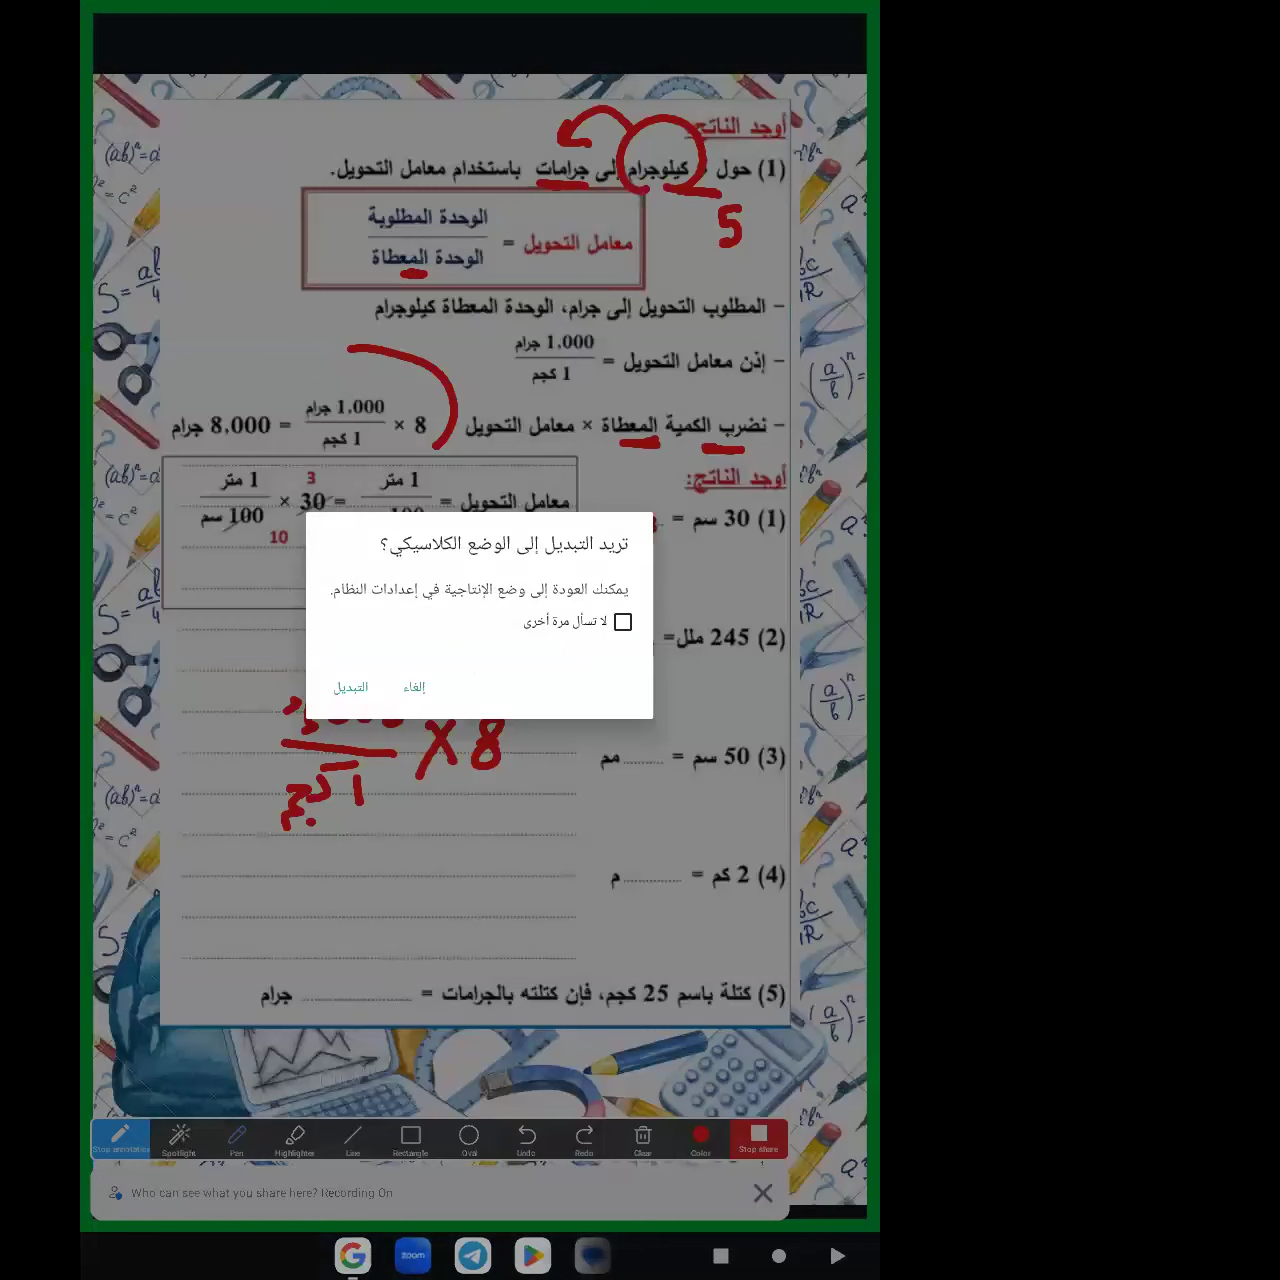 أوجد الناتج:
(1) حول كيلوجرام إلى جرامات باستخدام معامل التحويل.
5
معامل التحويل = الوحدة المطلوبة
الوحدة المعطاة
– المطلوب التحويل إلى جرام، الوحدة المعطاة كيلوجرام
– إذن معامل التحويل = 1.000 جرام
1 كجم
– نضرب الكمية المعطاة × معامل التحويل 8 × 1.000 جرام = 8,000 جرام
1 كجم
أوجد الناتج:
معامل التحويل = 1 متر = 30 × 1 متر
3
100 سم
10
(1) 30 سم =
تريد التبديل إلى الوضع الكلاسيكي؟
يمكنك العودة إلى وضع الإنتاجية في إعدادات النظام.
لا تسأل مرة أخرى
إلغاء
التبديل
(2) 245 ملل=
8 ×
1 كجم
(3) 50 سم = ........ مم
(4) 2 كم = ............ م
(5) كتلة باسم 25 كجم، فإن كتلته بالجرامات = ........................ جرام
Stop annotation
Spotlight
Pen
Highlighter
Line
Rectangle
Oval
Undo
Redo
Clear
Color
Stop share
Who can see what you share here? Recording On
zoom